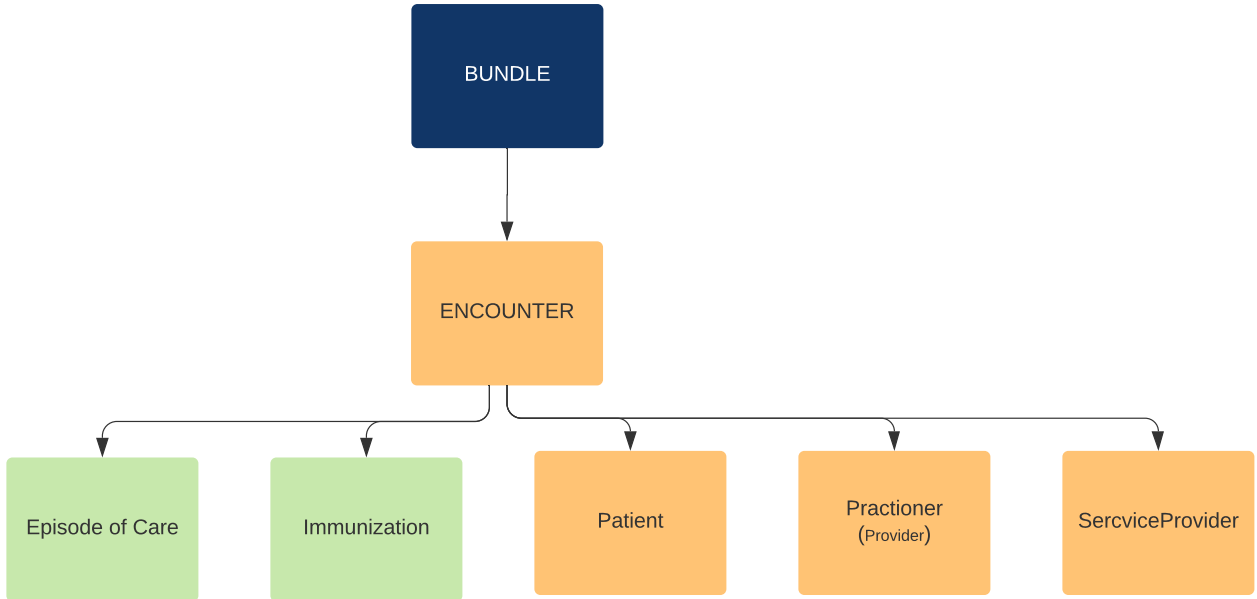 BUNDLE
ENCOUNTER
Episode of Care
Immunization
Patient
Practioner
(Provider)
SercviceProvider